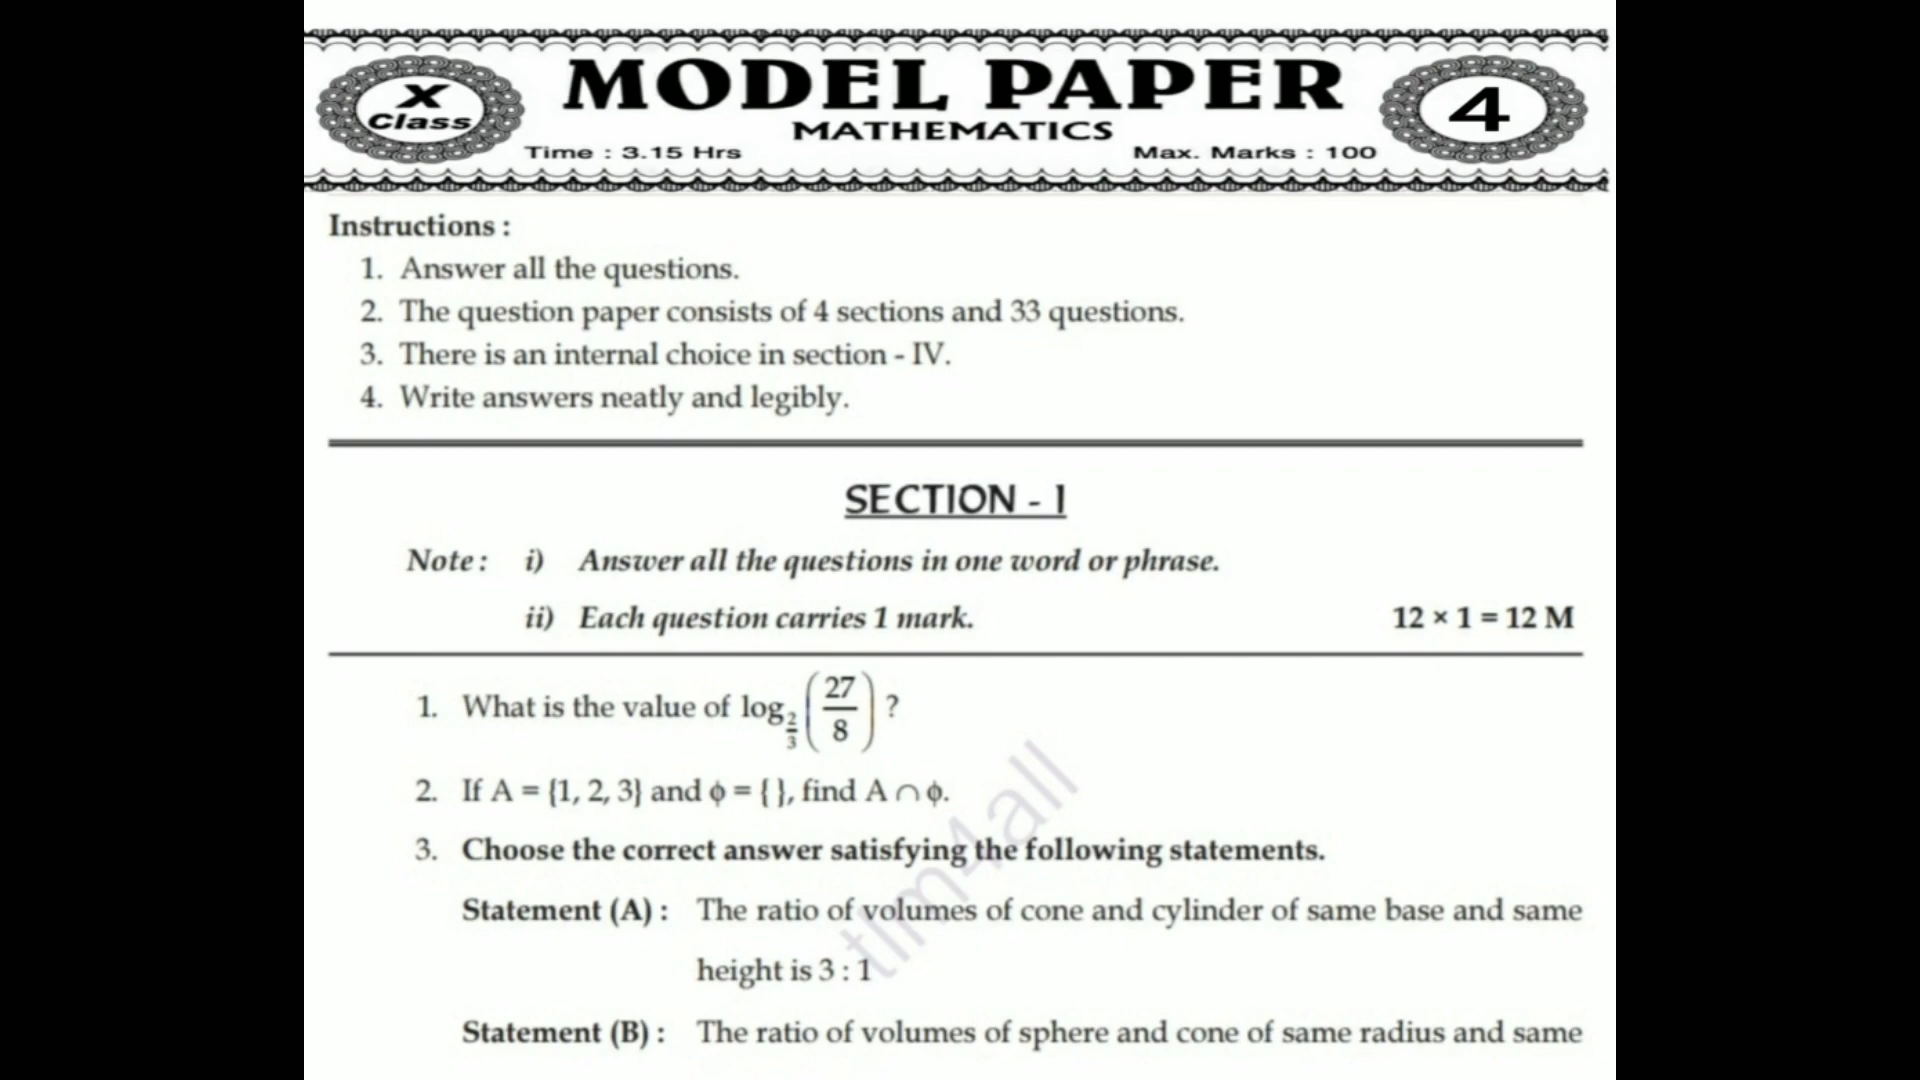 X
Class
MODEL PAPER
4
MATHEMATICS
Time : 3.15 Hrs Max. Marks : 100
Instructions :
1. Answer all the questions.
2. The question paper consists of 4 sections and 33 questions.
3. There is an internal choice in section - IV.
4. Write answers neatly and legibly.
SECTION - I
Note : i) Answer all the questions in one word or phrase.
ii) Each question carries 1 mark. 12 × 1 = 12 M
1. What is the value of log_{2/3} (27/8) ?
2. If A = {1, 2, 3} and ϕ = { }, find A ∩ ϕ.
3. Choose the correct answer satisfying the following statements.
Statement (A) : The ratio of volumes of cone and cylinder of same base and same
height is 3 : 1
Statement (B) : The ratio of volumes of sphere and cone of same radius and same
tlm4all